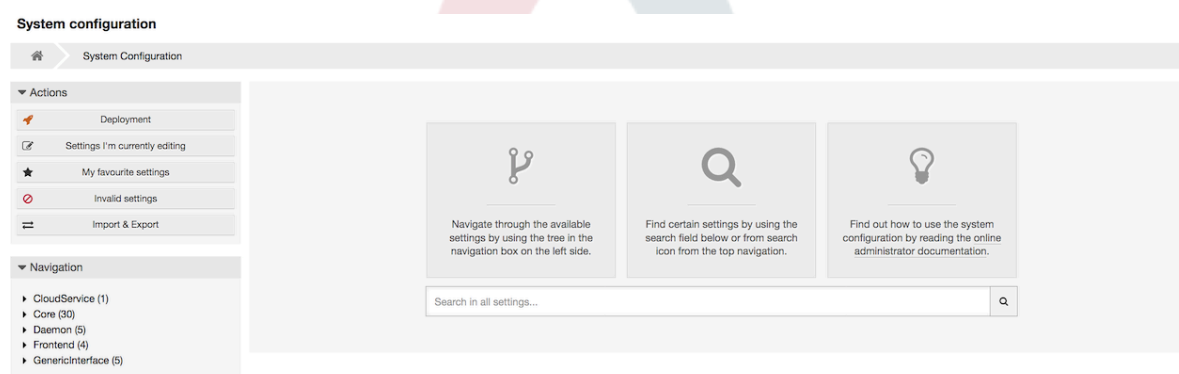 System configuration
System Configuration
Actions
Deployment
Settings I'm currently editing
My favourite settings
Invalid settings
Import & Export
Navigation
CloudService (1)
Core (30)
Daemon (5)
Frontend (4)
GenericInterface (5)
Navigate through the available
settings by using the tree in the
navigation box on the left side.
Find certain settings by using the
search field below or from search
icon from the top navigation.
Find out how to use the system
configuration by reading the online
administrator documentation.
Search in all settings...